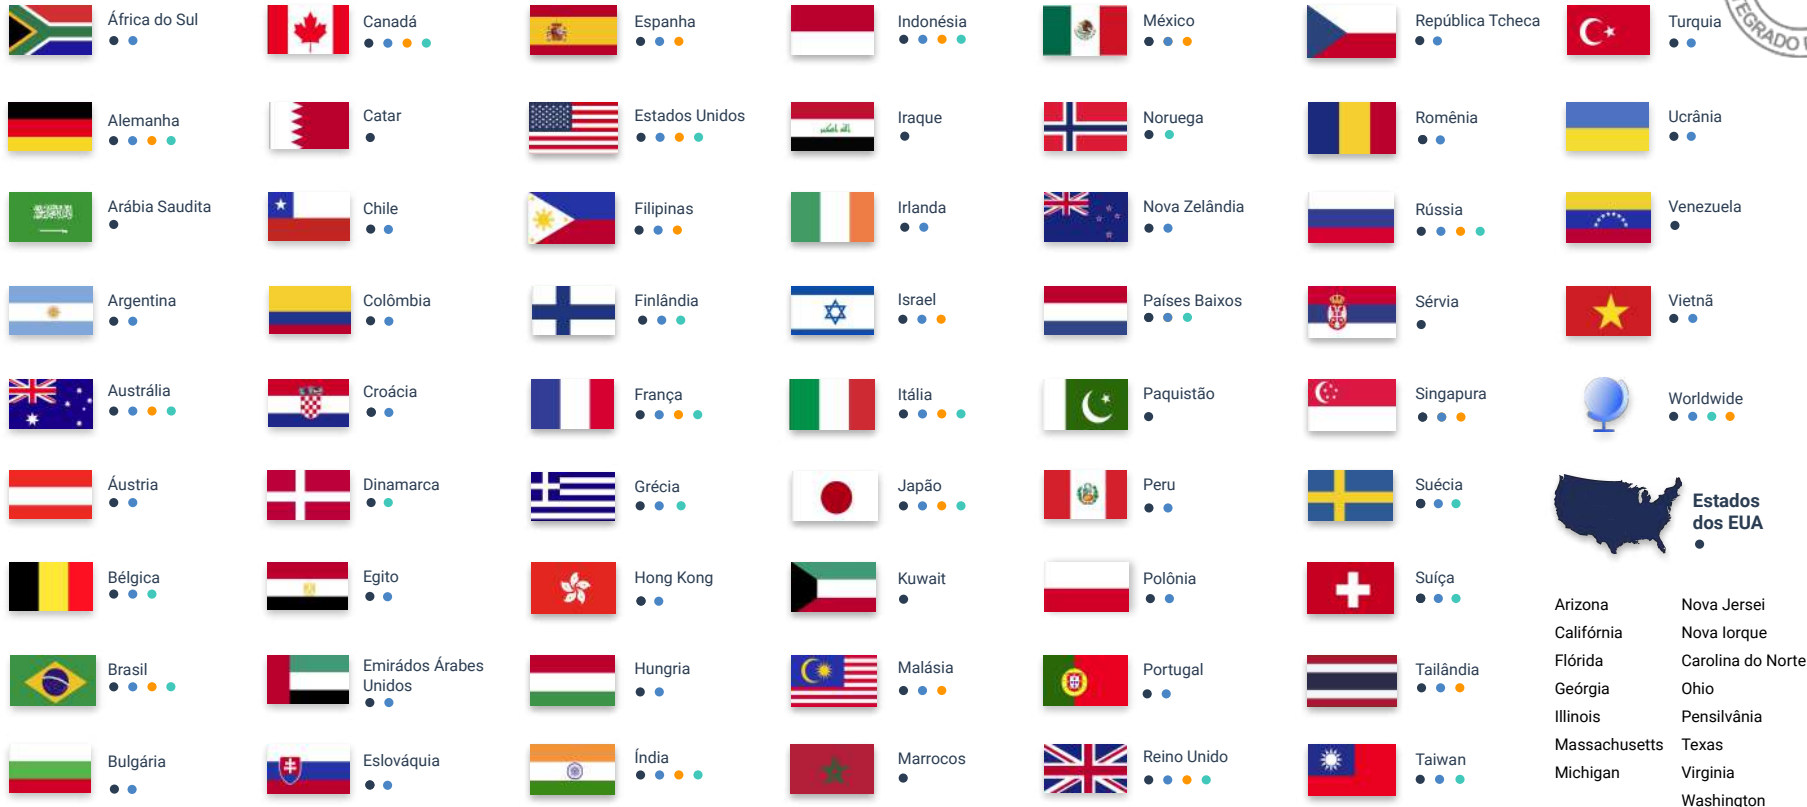 África do Sul
Canadá
Espanha
Indonésia
México
República Tcheca
Turquia
Alemanha
Catar
Estados Unidos
Iraque
Noruega
Romênia
Ucrânia
Arábia Saudita
Chile
Filipinas
Irlanda
Nova Zelândia
Rússia
Venezuela
Argentina
Colômbia
Finlândia
Israel
Países Baixos
Sérvia
Vietnã
Austrália
Croácia
França
Itália
Paquistão
Singapura
Worldwide
Áustria
Dinamarca
Grécia
Japão
Peru
Suécia
Estados
dos EUA
Bélgica
Egito
Hong Kong
Kuwait
Polônia
Suíça
Brasil
Emirádos Árabes
Unidos
Hungria
Malásia
Portugal
Tailândia
Bulgária
Eslováquia
Índia
Marrocos
Reino Unido
Taiwan
Arizona
Califórnia
Flórida
Geórgia
Illinois
Massachusetts
Michigan
Nova Jersei
Nova Iorque
Carolina do Norte
Ohio
Pensilvânia
Texas
Virginia
Washington